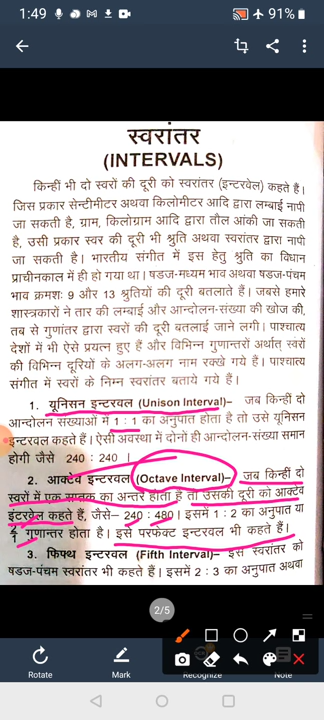 1:49
91%
स्वरांतर
(INTERVALS)
किन्हीं भी दो स्वरों की दूरी को स्वरांतर (इन्टरवेल) कहते हैं।
जिस प्रकार सेन्टीमीटर अथवा किलोमीटर आदि द्वारा लम्बाई नापी
जा सकती है, ग्राम, किलोग्राम आदि द्वारा तौल आंकी जा सकती
है, उसी प्रकार स्वर की दूरी भी श्रुति अथवा स्वरांतर द्वारा नापी
जा सकती है। भारतीय संगीत में इस हेतु श्रुति का विधान
प्राचीनकाल में ही हो गया था। षडज-मध्यम भाव अथवा षडज-पंचम
भाव क्रमशः 9 और 13 श्रुतियों की दूरी बतलाते हैं। जबसे हमारे
शास्त्रकारों ने तार की लम्बाई और आन्दोलन-संख्या की खोज की,
तब से गुणांतर द्वारा स्वरों की दूरी बतलाई जाने लगी। पाश्चात्य
देशों में भी ऐसे प्रयत्न हुए हैं और विभिन्न गुणान्तरों अर्थात् स्वरों
की विभिन्न दूरियों के अलग-अलग नाम रक्खे गये है। पाश्चात्य
संगीत में स्वरों के निम्न स्वरांतर बताये गये हैं।
1. यूनिसन इन्टरवल (Unison Interval)– जब किन्हीं दो
आन्दोलन संख्याओं में 1 : 1 का अनुपात होता है तो उसे यूनिसन
इन्टरवल कहते हैं। ऐसी अवस्था में दोनों ही आन्दोलन-संख्या समान
होगी जैसे 240 : 240 ।
2. आक्टेव इन्टरवल (Octave Interval)– जब किन्हीं दो
स्वरों में एक सप्तक का अन्तर होता है तो उसकी दूरी को आक्टेव
इन्टरवेल कहते हैं, जैसे– 240 : 480। इसमें 1 : 2 का अनुपात या
गुणान्तर होता है। इसे परफेक्ट इन्टरवल भी कहते हैं।
3. फिफ्थ इन्टरवल (Fifth Interval)– इस स्वरांतर को
षडज-पंचम स्वरांतर भी कहते हैं। इसमें 2 : 3 का अनुपात अथवा
2/5
Rotate
Mark
Recognize
Note